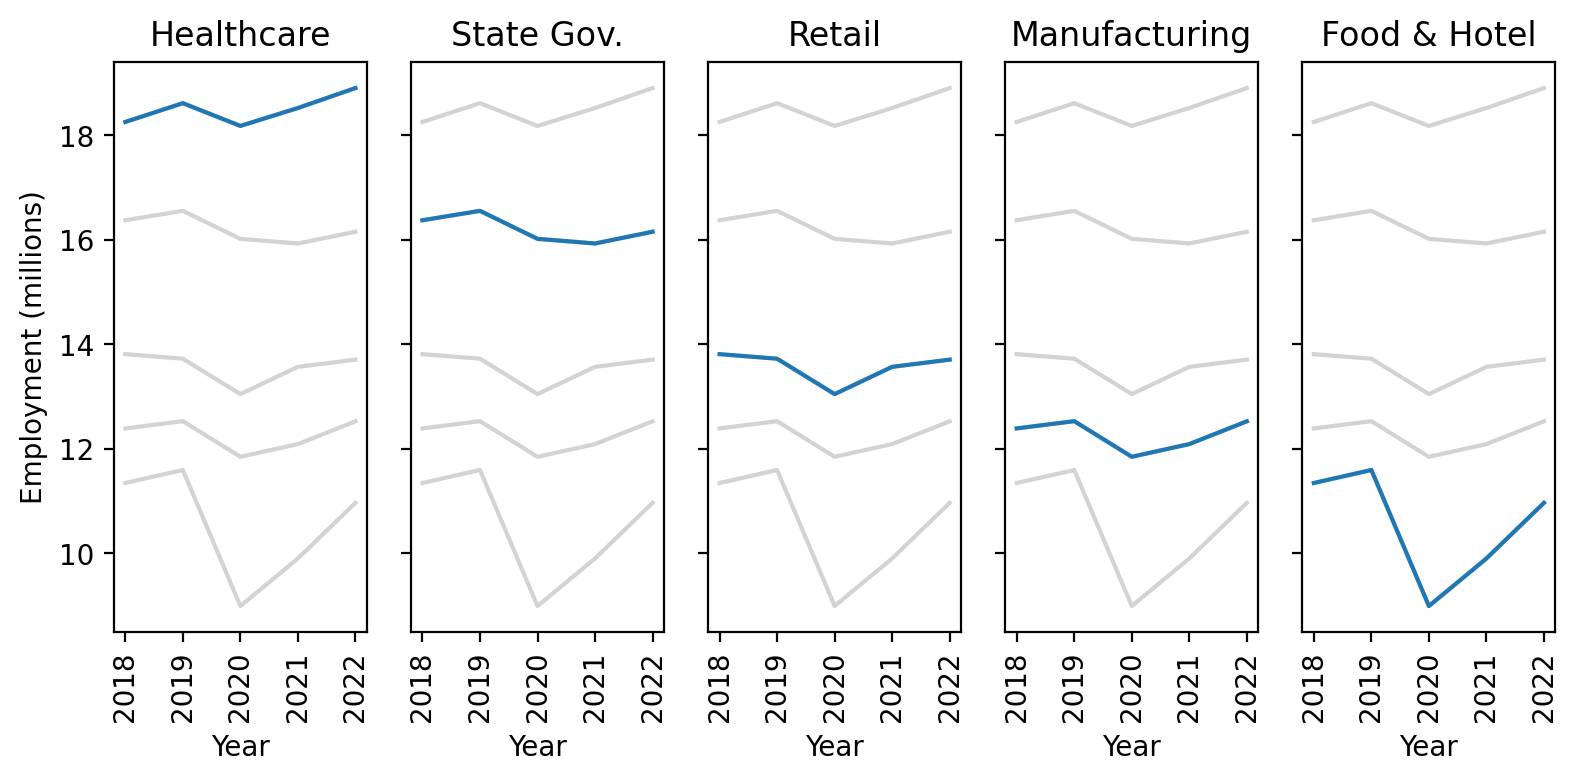 Healthcare State Gov. Retail Manufacturing Food & Hotel
Employment (millions)
18
16
14
12
10
2018 2019 2020 2021 2022 2018 2019 2020 2021 2022 2018 2019 2020 2021 2022 2018 2019 2020 2021 2022 2018 2019 2020 2021 2022
Year Year Year Year Year